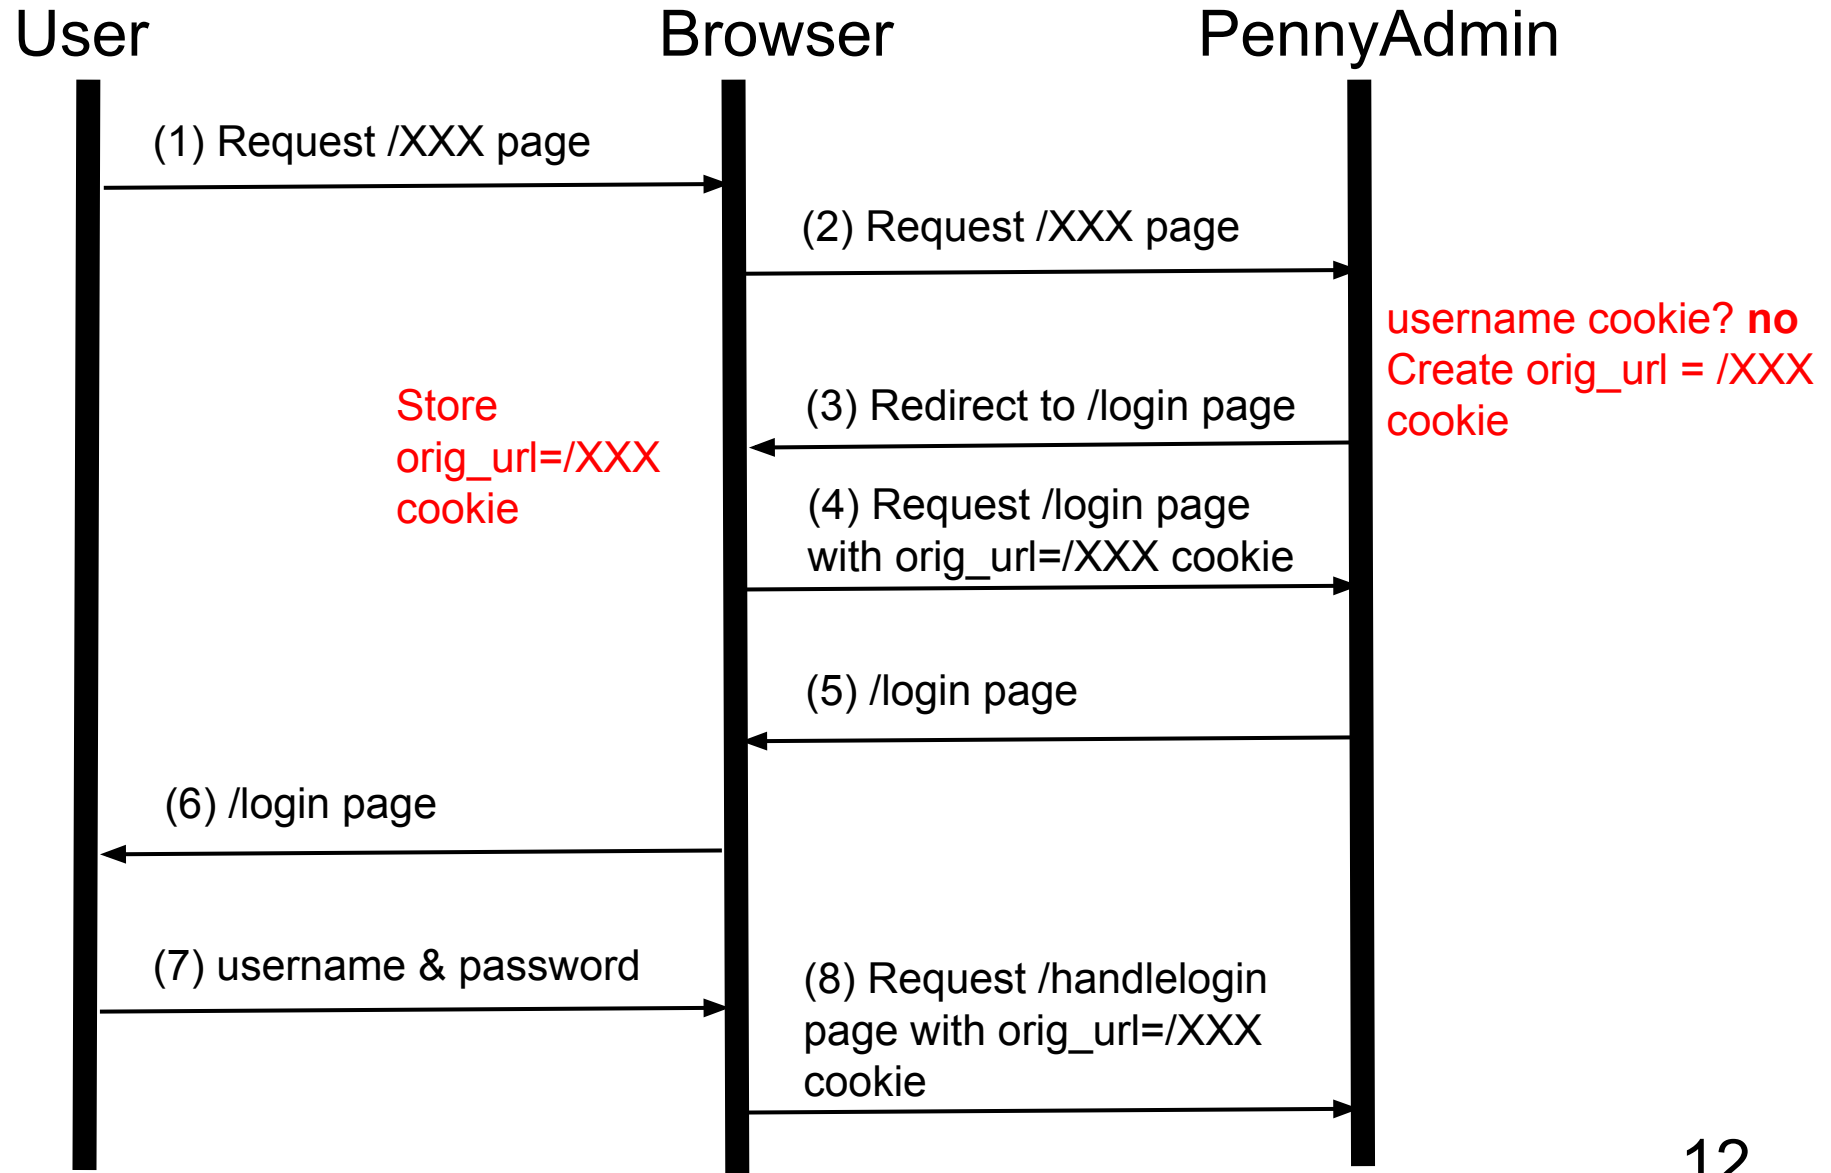 User
Browser
PennyAdmin
(1) Request /XXX page
(2) Request /XXX page
username cookie? no
Create orig_url = /XXX
cookie
(3) Redirect to /login page
Store
orig_url=/XXX
cookie
(4) Request /login page
with orig_url=/XXX cookie
(5) /login page
(6) /login page
(7) username & password
(8) Request /handlelogin
page with orig_url=/XXX
cookie
12